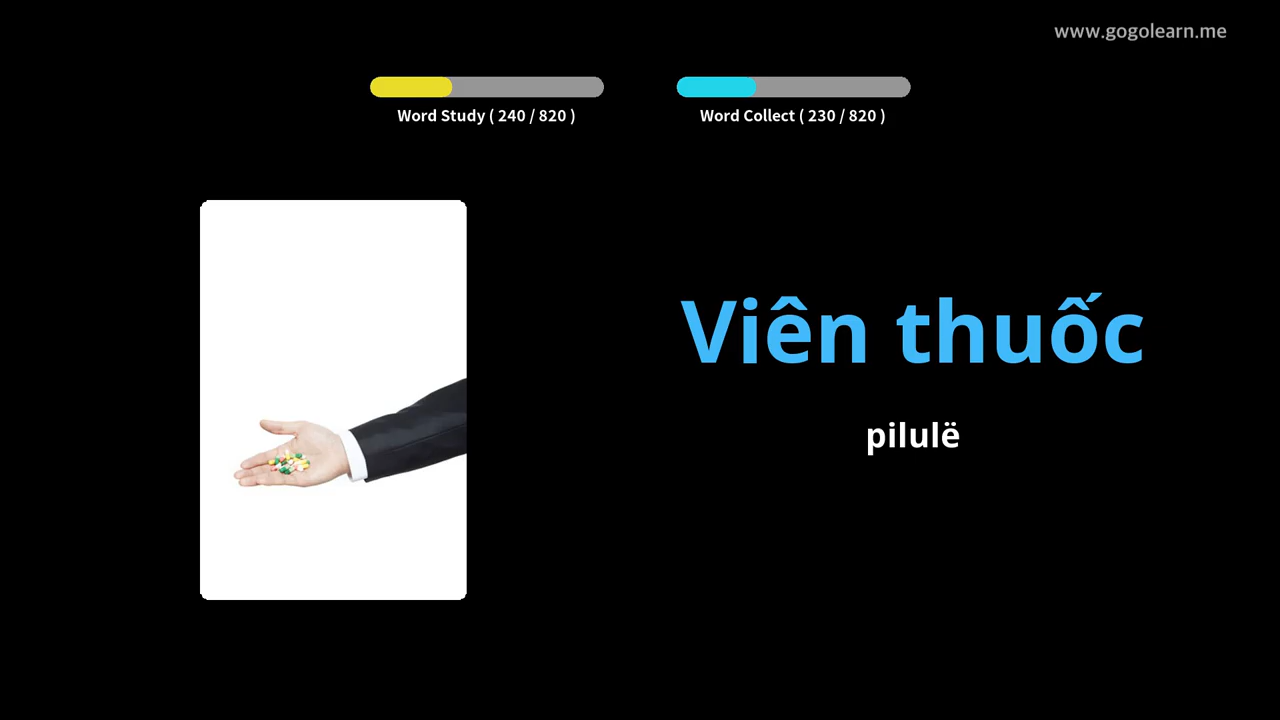 www.gogolearn.me
Word Study ( 240 / 820 )
Word Collect ( 230 / 820 )
Viên thuốc
pilulë